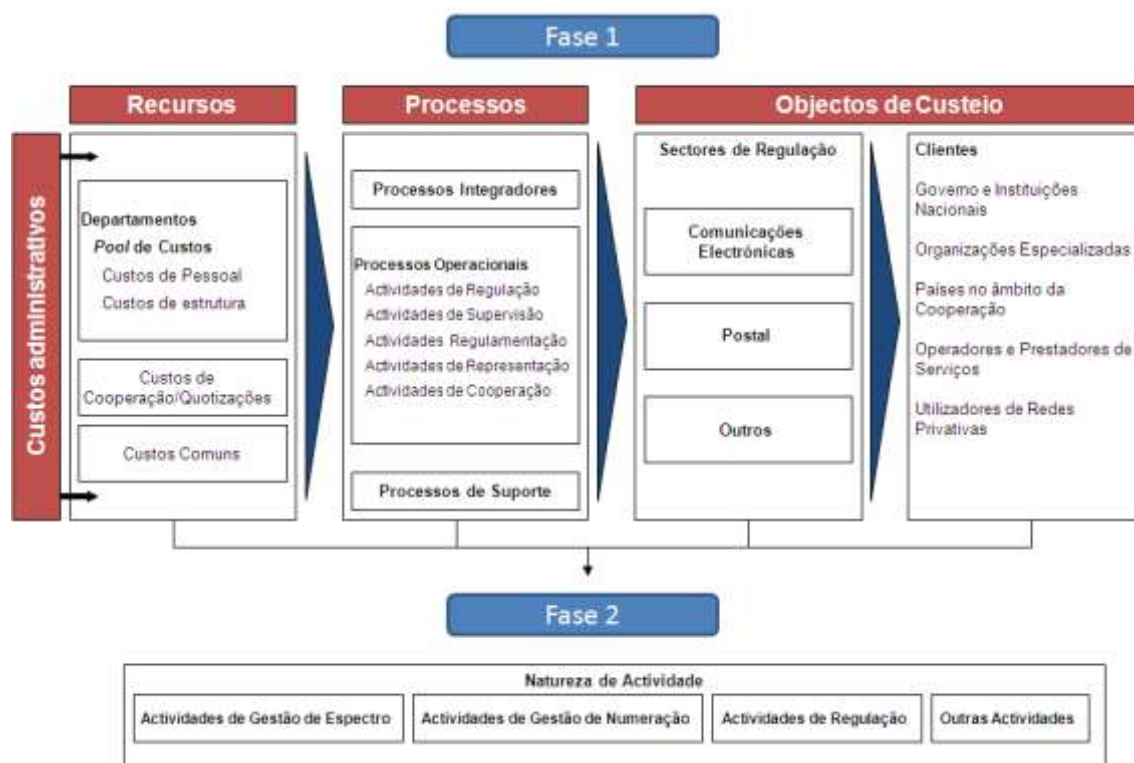 Fase 1
Recursos
Processos
Objectos de Custeio
Custos administrativos
Departamentos
Pool de Custos
Custos de Pessoal
Custos de estrutura
Custos de
Cooperação/Quotizações
Custos Comuns
Processos Integradores
Processos Operacionais
Actividades de Regulação
Actividades de Supervisão
Actividades Regulamentação
Actividades de Representação
Actividades de Cooperação
Processos de Suporte
Sectores de Regulação
Comunicações
Electrónicas
Postal
Outros
Clientes
Governo e Instituições
Nacionais
Organizações Especializadas
Países no âmbito da
Cooperação
Operadores e Prestadores de
Serviços
Utilizadores de Redes
Privativas
Fase 2
Natureza de Actividade
Actividades de Gestão de Espectro
Actividades de Gestão de Numeração
Actividades de Regulação
Outras Actividades